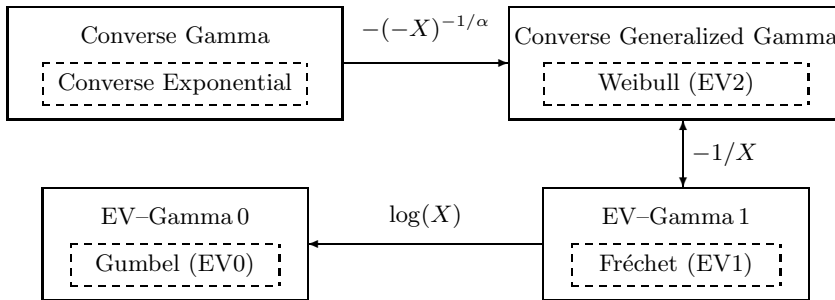 Converse Gamma
Converse Exponential
−(−X)^{−1/α}
Converse Generalized Gamma
Weibull (EV2)
−1/X
EV–Gamma 0
Gumbel (EV0)
log(X)
EV–Gamma 1
Fréchet (EV1)